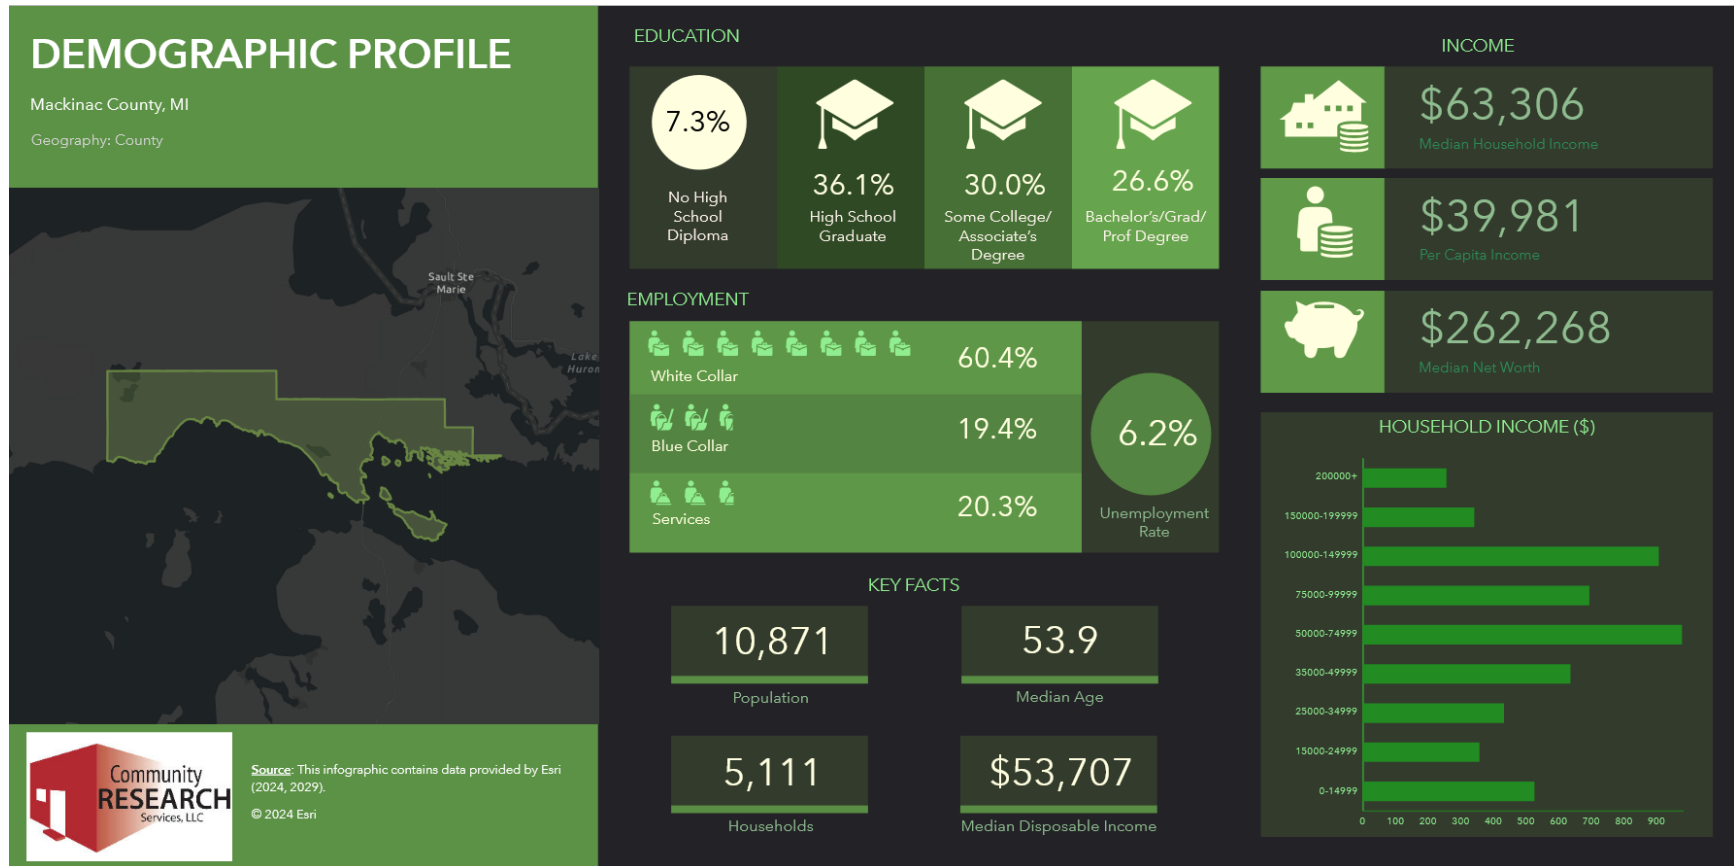 DEMOGRAPHIC PROFILE
Mackinac County, MI
Geography: County
Sault Ste
Marie
Lake
Huron
Community
RESEARCH
Services, LLC
Source: This infographic contains data provided by Esri
(2024, 2029).
© 2024 Esri
EDUCATION
7.3%
No High
School
Diploma
36.1%
High School
Graduate
30.0%
Some College/
Associate's
Degree
26.6%
Bachelor's/Grad/
Prof Degree
EMPLOYMENT
White Collar
60.4%
Blue Collar
19.4%
Services
20.3%
6.2%
Unemployment
Rate
KEY FACTS
10,871
Population
53.9
Median Age
5,111
Households
$53,707
Median Disposable Income
INCOME
$63,306
Median Household Income
$39,981
Per Capita Income
$262,268
Median Net Worth
HOUSEHOLD INCOME ($)
200000+
150000-199999
100000-149999
75000-99999
50000-74999
35000-49999
25000-34999
15000-24999
0-14999
0 100 200 300 400 500 600 700 800 900